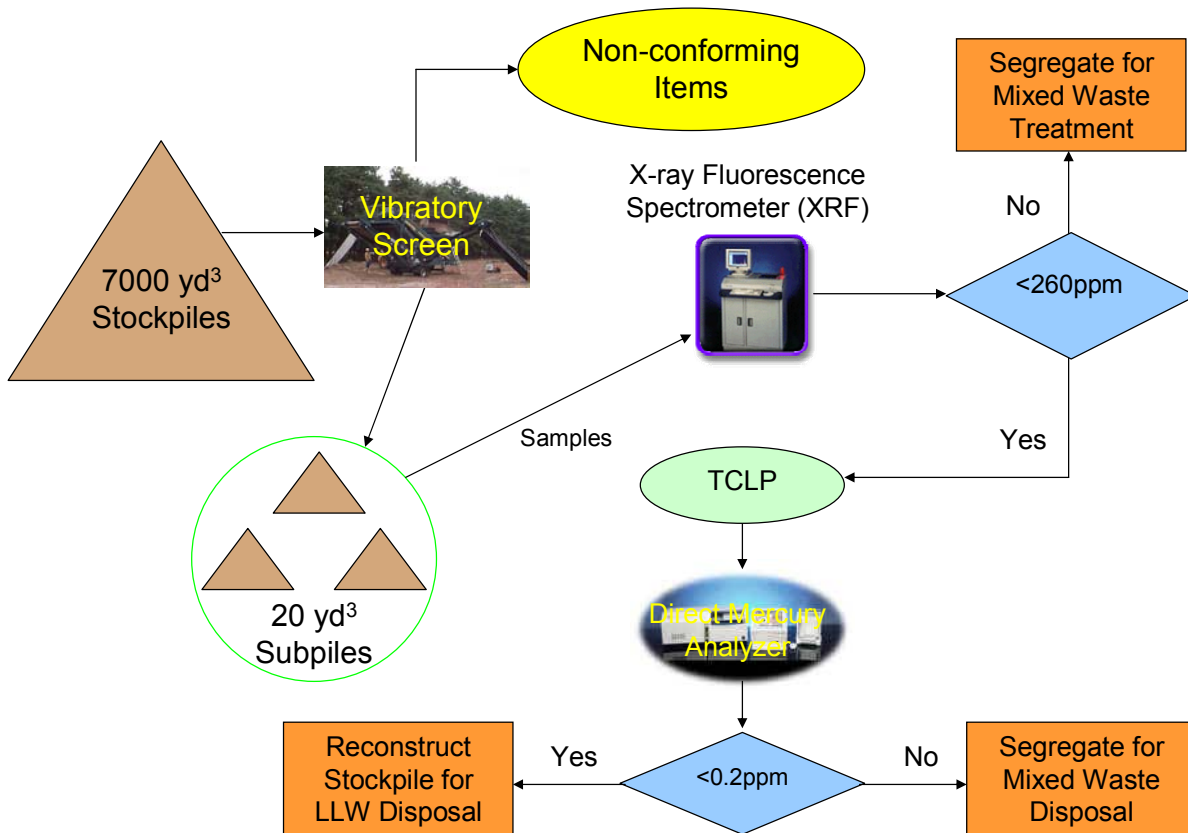 Non-conforming
Items
Segregate for
Mixed Waste
Treatment
X-ray Fluorescence
Spectrometer (XRF)
Vibratory
Screen
No
7000 yd³
Stockpiles
<260ppm
Samples
Yes
TCLP
20 yd³
Subpiles
Direct Mercury
Analyzer
Reconstruct
Stockpile for
LLW Disposal
Yes
<0.2ppm
No
Segregate for
Mixed Waste
Disposal